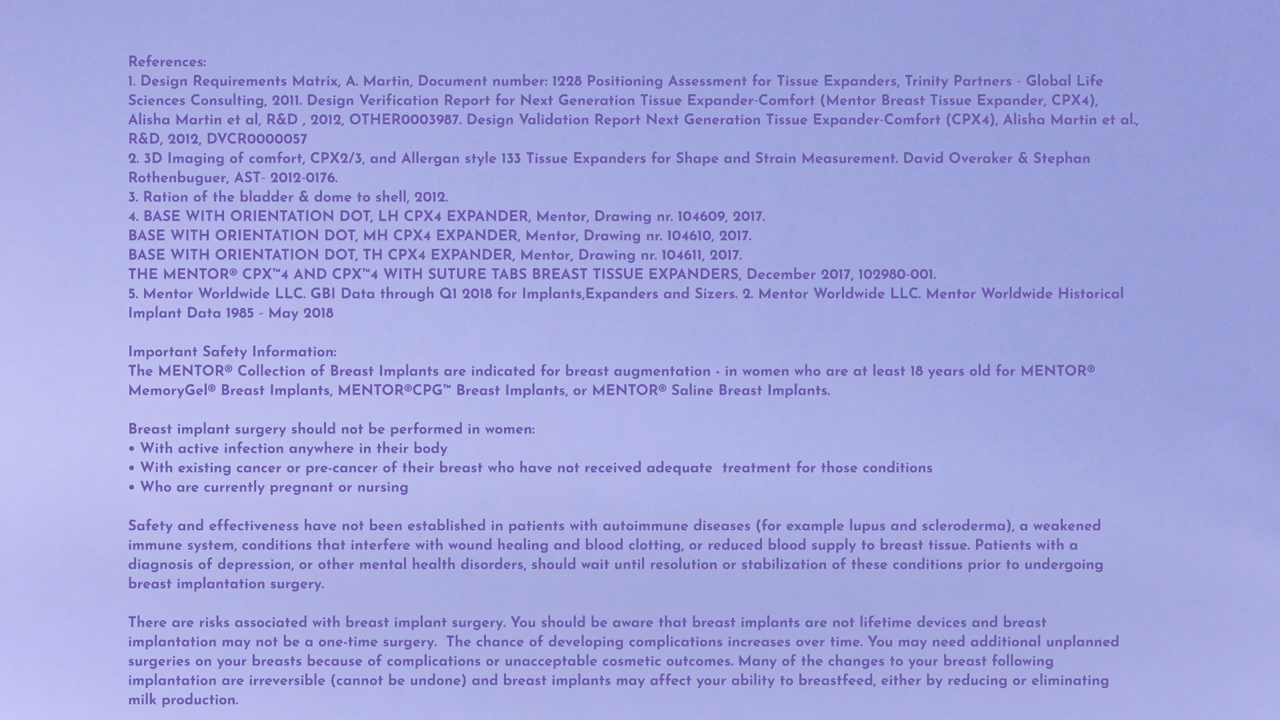 References:
1. Design Requirements Matrix, A. Martin, Document number: 1228 Positioning Assessment for Tissue Expanders, Trinity Partners - Global Life
Sciences Consulting, 2011. Design Verification Report for Next Generation Tissue Expander-Comfort (Mentor Breast Tissue Expander, CPX4),
Alisha Martin et al, R&D , 2012, OTHER0003987. Design Validation Report Next Generation Tissue Expander-Comfort (CPX4), Alisha Martin et al.,
R&D, 2012, DVCR0000057
2. 3D Imaging of comfort, CPX2/3, and Allergan style 133 Tissue Expanders for Shape and Strain Measurement. David Overaker & Stephan
Rothenbuguer, AST- 2012-0176.
3. Ration of the bladder & dome to shell, 2012.
4. BASE WITH ORIENTATION DOT, LH CPX4 EXPANDER, Mentor, Drawing nr. 104609, 2017.
BASE WITH ORIENTATION DOT, MH CPX4 EXPANDER, Mentor, Drawing nr. 104610, 2017.
BASE WITH ORIENTATION DOT, TH CPX4 EXPANDER, Mentor, Drawing nr. 104611, 2017.
THE MENTOR® CPX™4 AND CPX™4 WITH SUTURE TABS BREAST TISSUE EXPANDERS, December 2017, 102980-001.
5. Mentor Worldwide LLC. GBI Data through Q1 2018 for Implants,Expanders and Sizers. 2. Mentor Worldwide LLC. Mentor Worldwide Historical
Implant Data 1985 - May 2018
Important Safety Information:
The MENTOR® Collection of Breast Implants are indicated for breast augmentation - in women who are at least 18 years old for MENTOR®
MemoryGel® Breast Implants, MENTOR®CPG™ Breast Implants, or MENTOR® Saline Breast Implants.
Breast implant surgery should not be performed in women:
• With active infection anywhere in their body
• With existing cancer or pre-cancer of their breast who have not received adequate  treatment for those conditions
• Who are currently pregnant or nursing
Safety and effectiveness have not been established in patients with autoimmune diseases (for example lupus and scleroderma), a weakened
immune system, conditions that interfere with wound healing and blood clotting, or reduced blood supply to breast tissue. Patients with a
diagnosis of depression, or other mental health disorders, should wait until resolution or stabilization of these conditions prior to undergoing
breast implantation surgery.
There are risks associated with breast implant surgery. You should be aware that breast implants are not lifetime devices and breast
implantation may not be a one-time surgery.  The chance of developing complications increases over time. You may need additional unplanned
surgeries on your breasts because of complications or unacceptable cosmetic outcomes. Many of the changes to your breast following
implantation are irreversible (cannot be undone) and breast implants may affect your ability to breastfeed, either by reducing or eliminating
milk production.